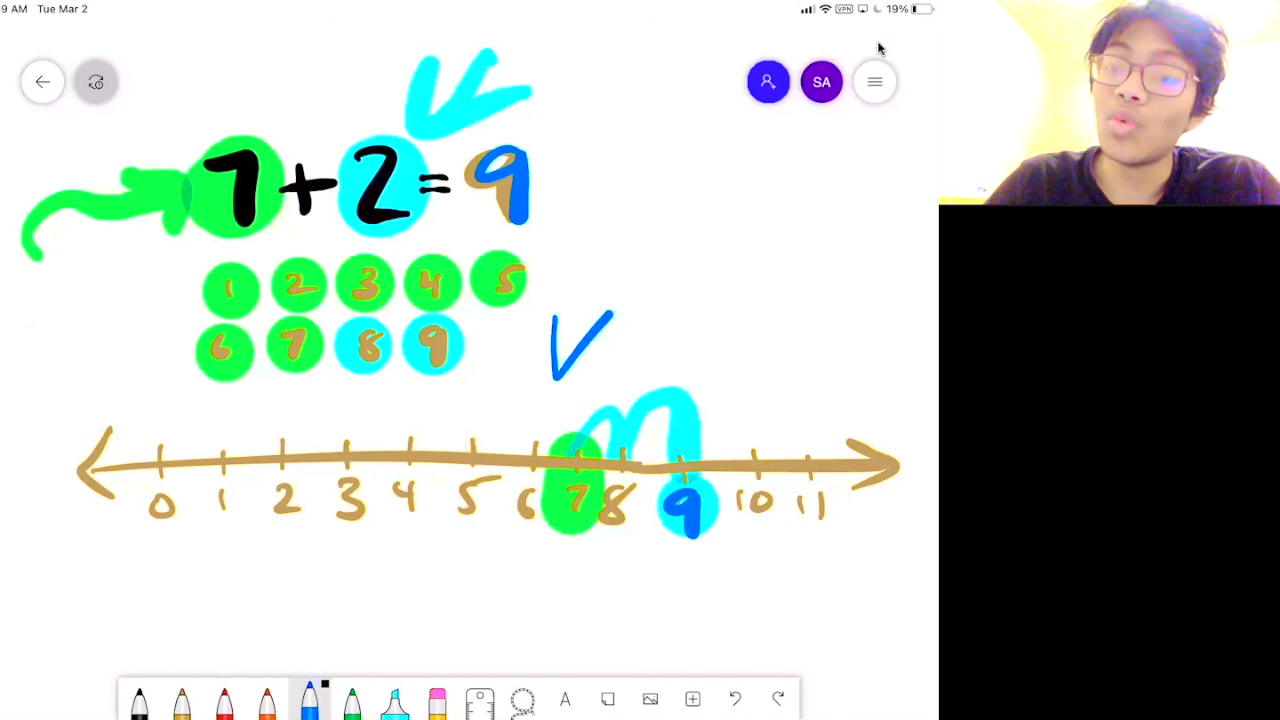 9 AM Tue Mar 2 VPN 19%
SA
7 + 2 = 9
1 2 3 4 5
6 7 8 9
0 1 2 3 4 5 6 7 8 9 10 11
A